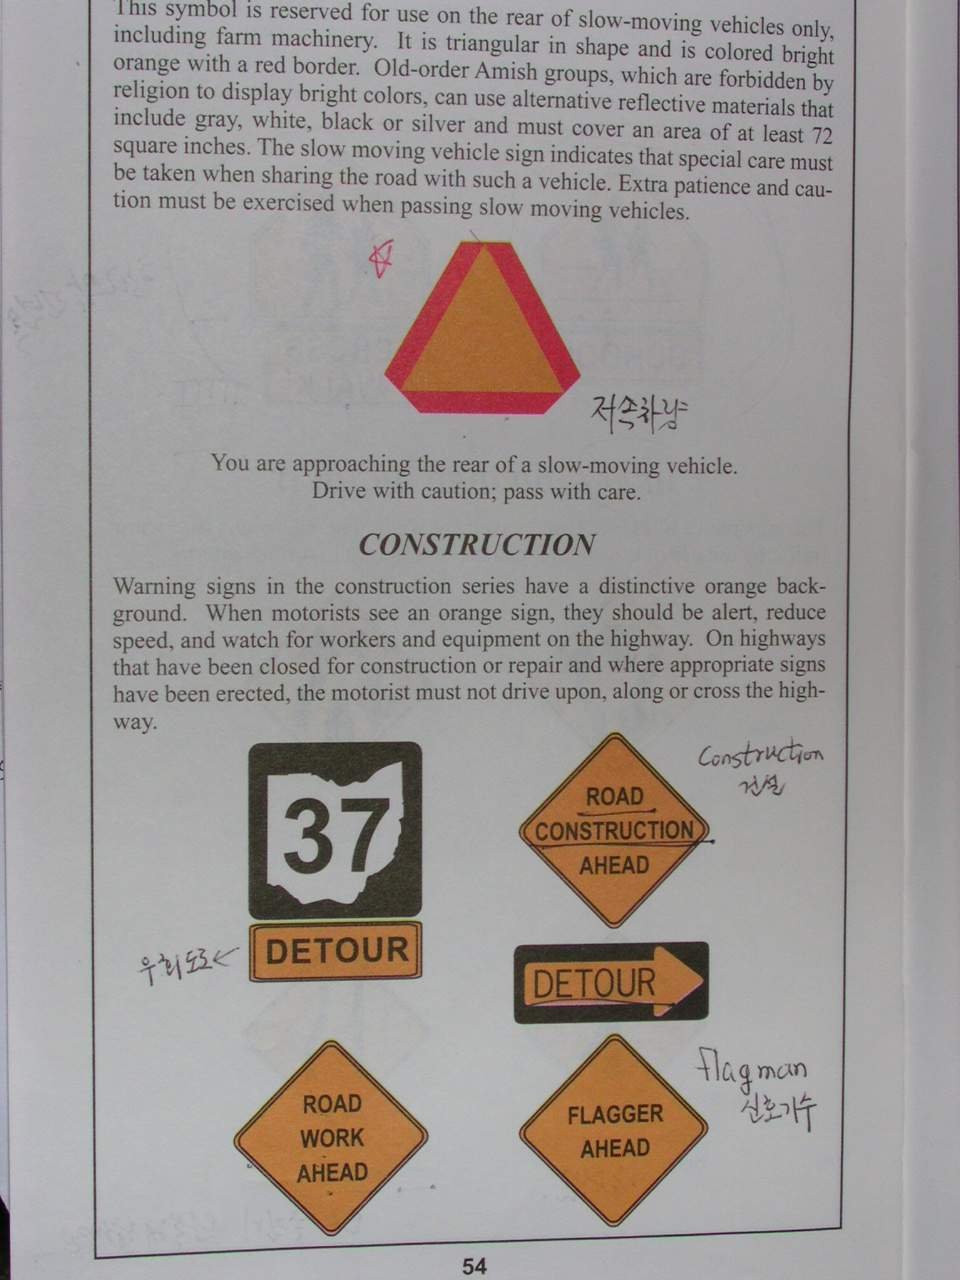 This symbol is reserved for use on the rear of slow-moving vehicles only,
including farm machinery. It is triangular in shape and is colored bright
orange with a red border. Old-order Amish groups, which are forbidden by
religion to display bright colors, can use alternative reflective materials that
include gray, white, black or silver and must cover an area of at least 72
square inches. The slow moving vehicle sign indicates that special care must
be taken when sharing the road with such a vehicle. Extra patience and cau-
tion must be exercised when passing slow moving vehicles.
저속차량
You are approaching the rear of a slow-moving vehicle.
Drive with caution; pass with care.
CONSTRUCTION
Warning signs in the construction series have a distinctive orange back-
ground. When motorists see an orange sign, they should be alert, reduce
speed, and watch for workers and equipment on the highway. On highways
that have been closed for construction or repair and where appropriate signs
have been erected, the motorist must not drive upon, along or cross the high-
way.
37
DETOUR
우회도로
ROAD
CONSTRUCTION
AHEAD
Construction
건설
DETOUR
ROAD
WORK
AHEAD
FLAGGER
AHEAD
flagman
신호기수
54